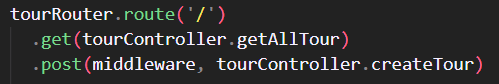 tourRouter.route('/')
  .get(tourController.getAllTour)
  .post(middleware, tourController.createTour)